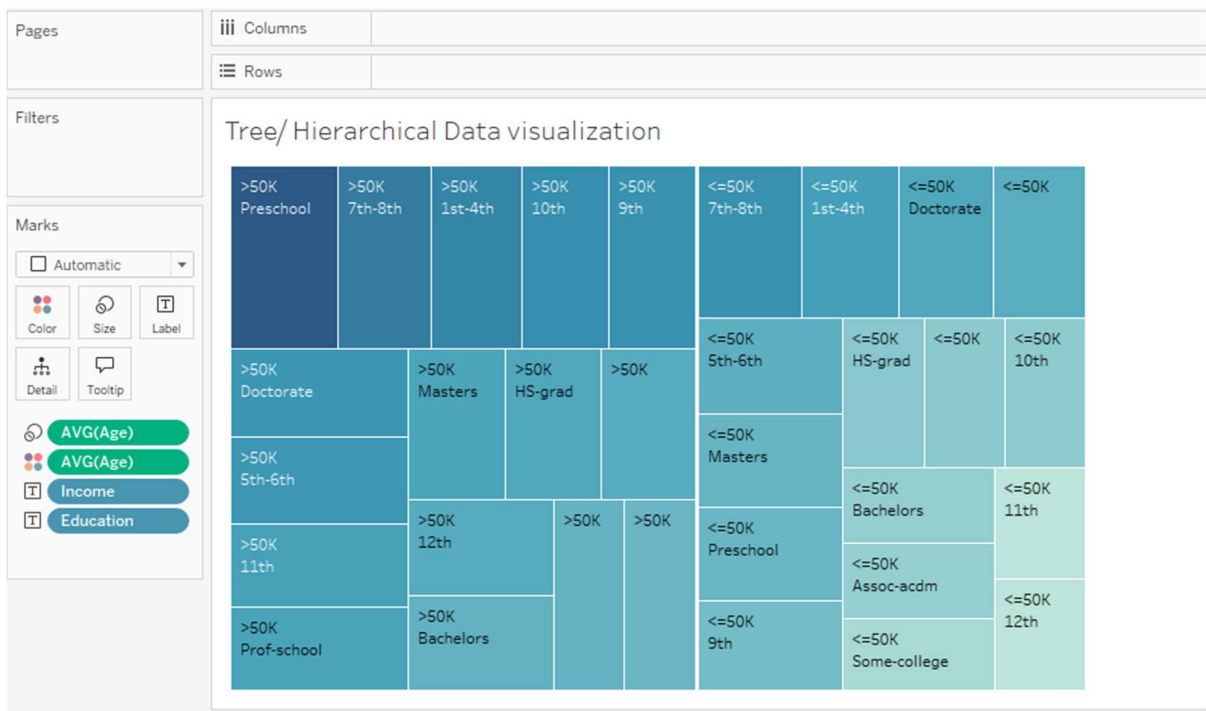 Pages
Columns
Rows
Filters
Marks
Automatic
Color
Size
Label
Detail
Tooltip
AVG(Age)
AVG(Age)
Income
Education
Tree/ Hierarchical Data visualization
>50K
Preschool
>50K
7th-8th
>50K
1st-4th
>50K
10th
>50K
9th
>50K
Doctorate
>50K
5th-6th
>50K
11th
>50K
Prof-school
>50K
Masters
>50K
HS-grad
>50K
>50K
12th
>50K
Bachelors
>50K
>50K
<=50K
7th-8th
<=50K
1st-4th
<=50K
Doctorate
<=50K
<=50K
5th-6th
<=50K
Masters
<=50K
Preschool
<=50K
9th
<=50K
HS-grad
<=50K
<=50K
10th
<=50K
Bachelors
<=50K
Assoc-acdm
<=50K
Some-college
<=50K
11th
<=50K
12th